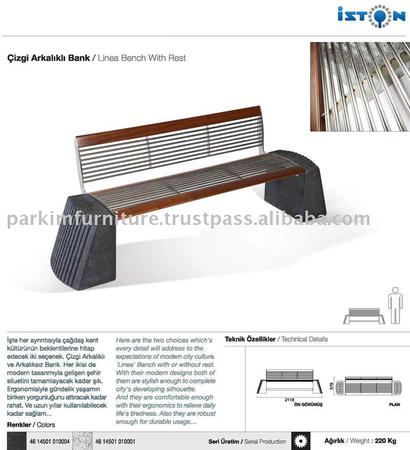 İSTON
Çizgi Arkalıklı Bank / Linea Bench With Rest
parkimfurniture.trustpass.alibaba.com
İşte her ayrıntısıyla çağdaş kent
kültürünün beklentilerine hitap
edecek iki seçenek. Çizgi Arkalıklı
ve Arkalıksız Bank. Her ikisi de
modern tasarımıyla gelişen şehir
siluetini tamamlayacak kadar şık.
Ergonomisiyle gündelik yaşamın
biriken yorgunluğunu attıracak kadar
rahat. Ve uzun yıllar kullanılabilecek
kadar sağlam...
Here are the two choices which's
every detail will address to the
expectations of modern city culture.
'Linea' Bench with or without rest.
With their modern designs both of
them are stylish enough to complete
city's developing silhouette.
And they are comfortable enough
with their ergonomics to relieve daily
life's tiredness. Also they are robust
enough for durable usage...
Teknik Özellikler / Technical Details
2118
ÖN GÖRÜNÜŞ
579
PLAN
Renkler / Colors
46 14501 010004
46 14501 010001
Seri Üretim / Serial Production
Ağırlık / Weight : 220 Kg